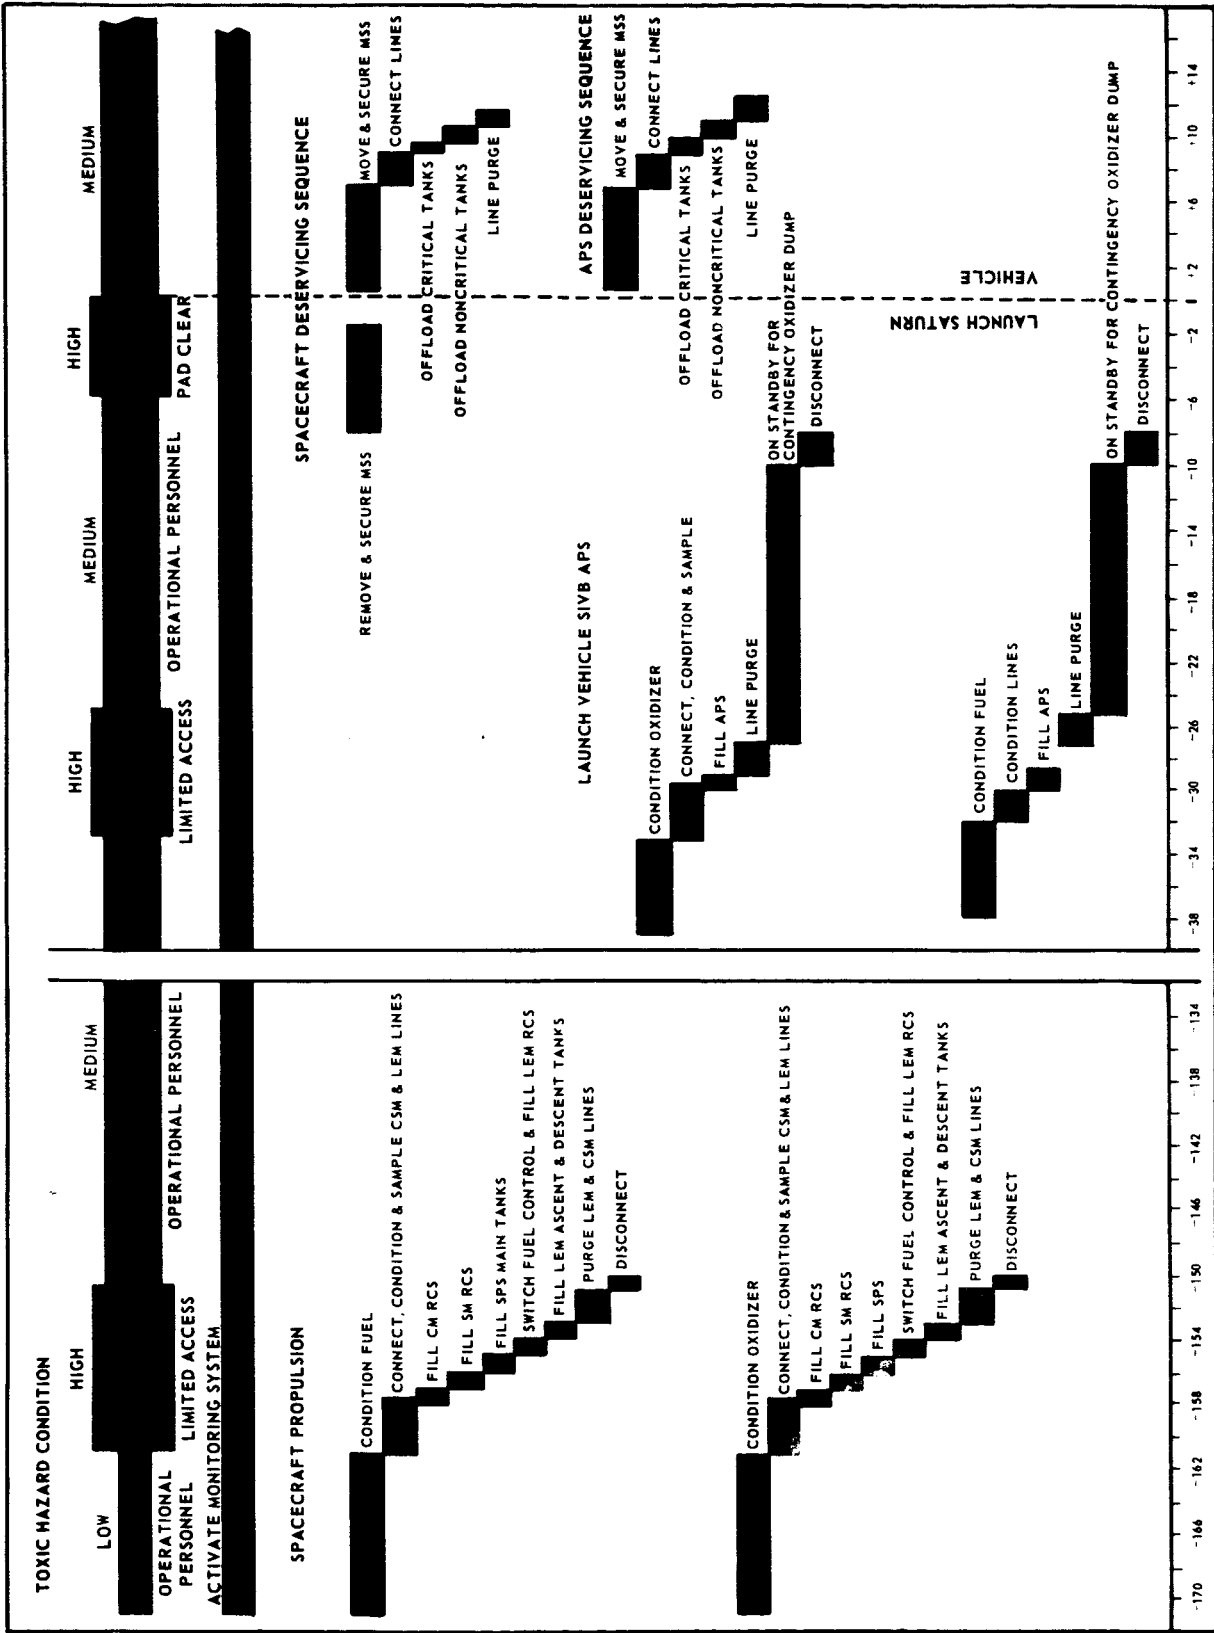 TOXIC HAZARD CONDITION
LOW
HIGH
MEDIUM
HIGH
MEDIUM
HIGH
MEDIUM
OPERATIONAL
PERSONNEL
LIMITED ACCESS
OPERATIONAL PERSONNEL
LIMITED ACCESS
OPERATIONAL PERSONNEL
PAD CLEAR
ACTIVATE MONITORING SYSTEM
SPACECRAFT PROPULSION
CONDITION FUEL
CONNECT, CONDITION & SAMPLE CSM & LEM LINES
FILL CM RCS
FILL SM RCS
FILL SPS MAIN TANKS
SWITCH FUEL CONTROL & FILL LEM RCS
FILL LEM ASCENT & DESCENT TANKS
PURGE LEM & CSM LINES
DISCONNECT
CONDITION OXIDIZER
CONNECT, CONDITION & SAMPLE CSM & LEM LINES
FILL CM RCS
FILL SM RCS
FILL SPS
SWITCH FUEL CONTROL & FILL LEM RCS
FILL LEM ASCENT & DESCENT TANKS
PURGE LEM & CSM LINES
DISCONNECT
-170
-166
-162
-158
-154
-150
-146
-142
-138
-134
SPACECRAFT DESERVICING SEQUENCE
REMOVE & SECURE MSS
MOVE & SECURE MSS
CONNECT LINES
OFFLOAD CRITICAL TANKS
OFFLOAD NONCRITICAL TANKS
LINE PURGE
LAUNCH VEHICLE SIVB APS
CONDITION OXIDIZER
CONNECT, CONDITION & SAMPLE
FILL APS
LINE PURGE
ON STANDBY FOR
CONTINGENCY OXIDIZER DUMP
DISCONNECT
APS DESERVICING SEQUENCE
MOVE & SECURE MSS
CONNECT LINES
OFFLOAD CRITICAL TANKS
OFFLOAD NONCRITICAL TANKS
LINE PURGE
LAUNCH SATURN
VEHICLE
CONDITION FUEL
CONDITION LINES
FILL APS
LINE PURGE
ON STANDBY FOR CONTINGENCY OXIDIZER DUMP
DISCONNECT
-38
-34
-30
-26
-22
-18
-14
-10
-6
-2
+2
+6
+10
+14